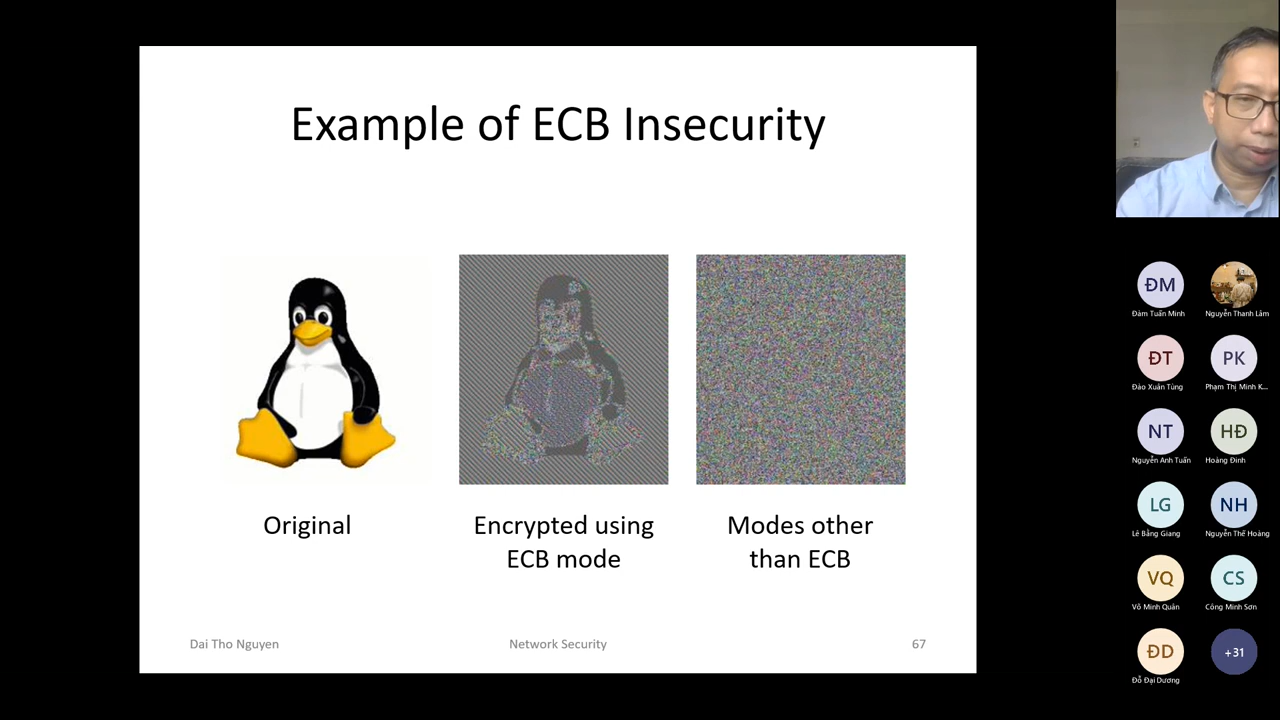 Example of ECB Insecurity
Original
Encrypted using
ECB mode
Modes other
than ECB
Dai Tho Nguyen
Network Security
67
ĐM
Đàm Tuấn Minh
Nguyễn Thanh Lâm
ĐT
PK
Đào Xuân Tùng
Phạm Thị Minh K...
NT
HĐ
Nguyễn Anh Tuấn
Hoàng Đinh
LG
NH
Lê Bằng Giang
Nguyễn Thế Hoàng
VQ
CS
Võ Minh Quân
Công Minh Sơn
ĐD
+31
Đỗ Đại Dương